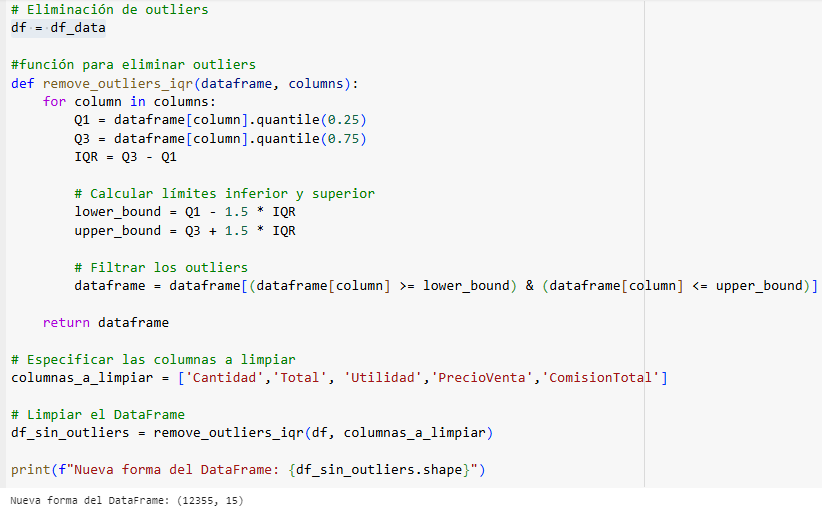 # Eliminación de outliers
df = df_data
#función para eliminar outliers
def remove_outliers_iqr(dataframe, columns):
    for column in columns:
        Q1 = dataframe[column].quantile(0.25)
        Q3 = dataframe[column].quantile(0.75)
        IQR = Q3 - Q1
        # Calcular límites inferior y superior
        lower_bound = Q1 - 1.5 * IQR
        upper_bound = Q3 + 1.5 * IQR
        # Filtrar los outliers
        dataframe = dataframe[(dataframe[column] >= lower_bound) & (dataframe[column] <= upper_bound)]
    return dataframe
# Especificar las columnas a limpiar
columnas_a_limpiar = ['Cantidad','Total', 'Utilidad','PrecioVenta','ComisionTotal']
# Limpiar el DataFrame
df_sin_outliers = remove_outliers_iqr(df, columnas_a_limpiar)
print(f"Nueva forma del DataFrame: {df_sin_outliers.shape}")
Nueva forma del DataFrame: (12355, 15)